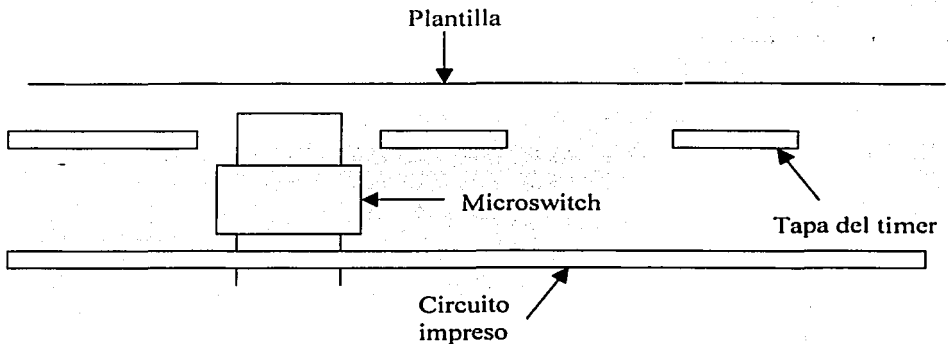 Plantilla
Microswitch
Tapa del timer
Circuito
impreso